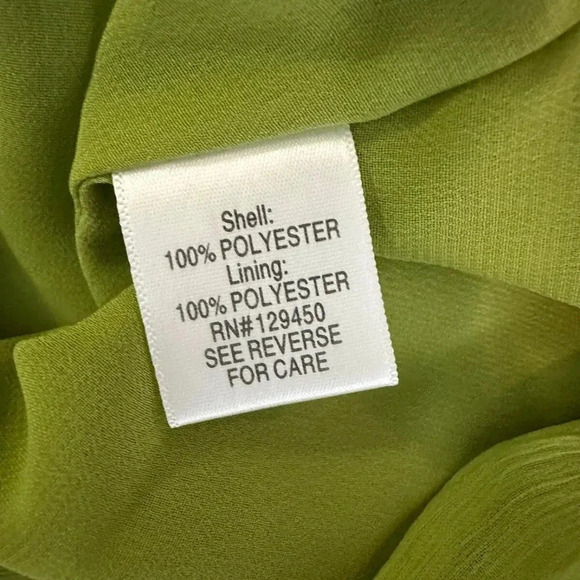 Shell:
100% POLYESTER
Lining:
100% POLYESTER
RN#129450
SEE REVERSE
FOR CARE